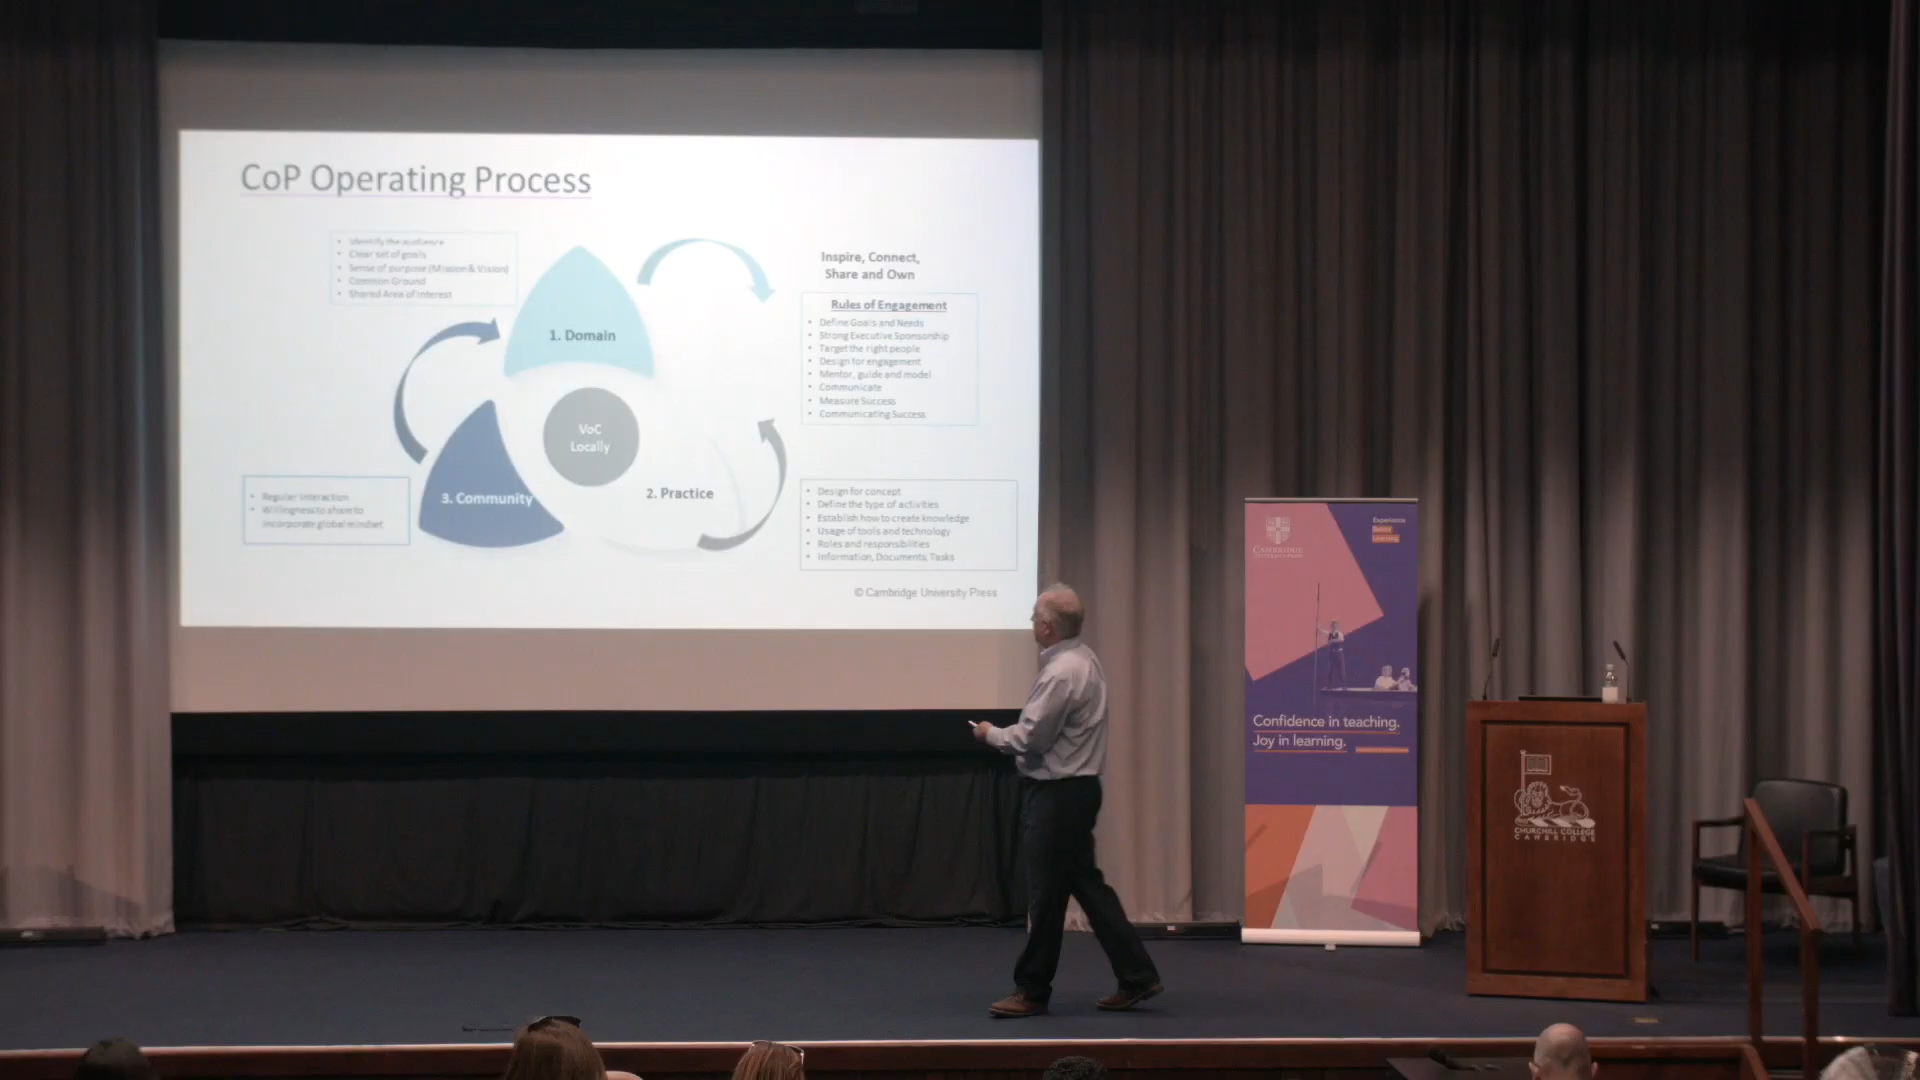 CoP Operating Process
• Identify the audience
• Clear set of goals
• Sense of purpose (Mission & Vision)
• Common Ground
• Shared Area of Interest
1. Domain
Inspire, Connect,
Share and Own
Rules of Engagement
• Define Goals and Needs
• Strong Executive Sponsorship
• Target the right people
• Design for engagement
• Mentor, guide and model
• Communicate
• Measure Success
• Communicating Success
VoC
Locally
3. Community
2. Practice
• Regular Interaction
• Willingness to share to
incorporate global mindset
• Design for concept
• Define the type of activities
• Establish how to create knowledge
• Usage of tools and technology
• Roles and responsibilities
• Information, Documents, Tasks
© Cambridge University Press
CAMBRIDGE
UNIVERSITY PRESS
Experience
Better
Learning
Confidence in teaching.
Joy in learning.
CHURCHILL COLLEGE
CAMBRIDGE